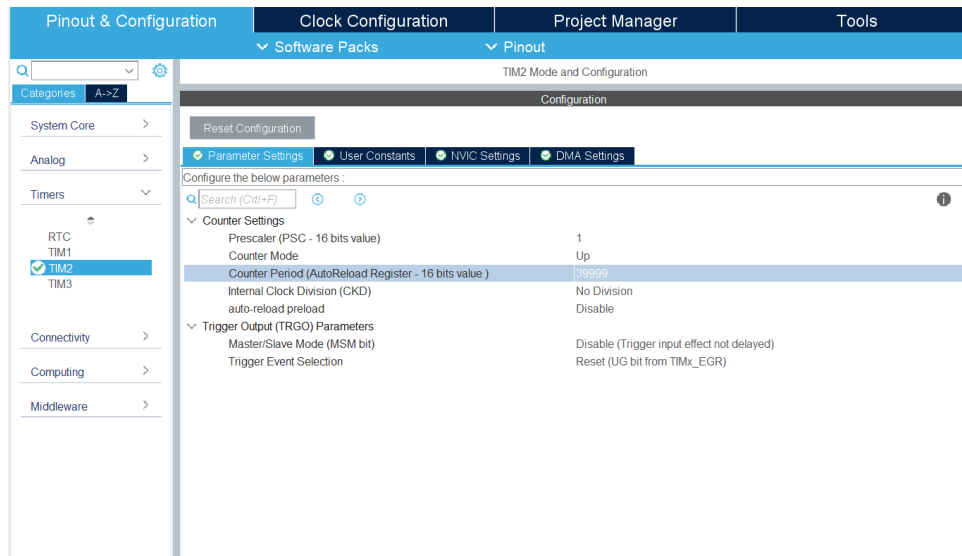 Pinout & Configuration Clock Configuration Project Manager Tools
Software Packs Pinout
TIM2 Mode and Configuration
Categories A->Z
Configuration
System Core
Reset Configuration
Analog
Parameter Settings User Constants NVIC Settings DMA Settings
Configure the below parameters :
Timers
Search (Crtl+F)
Counter Settings
RTC
Prescaler (PSC - 16 bits value) 1
TIM1
Counter Mode Up
TIM2
Counter Period (AutoReload Register - 16 bits value ) 39999
TIM3
Internal Clock Division (CKD) No Division
auto-reload preload Disable
Trigger Output (TRGO) Parameters
Connectivity
Master/Slave Mode (MSM bit) Disable (Trigger input effect not delayed)
Trigger Event Selection Reset (UG bit from TIMx_EGR)
Computing
Middleware